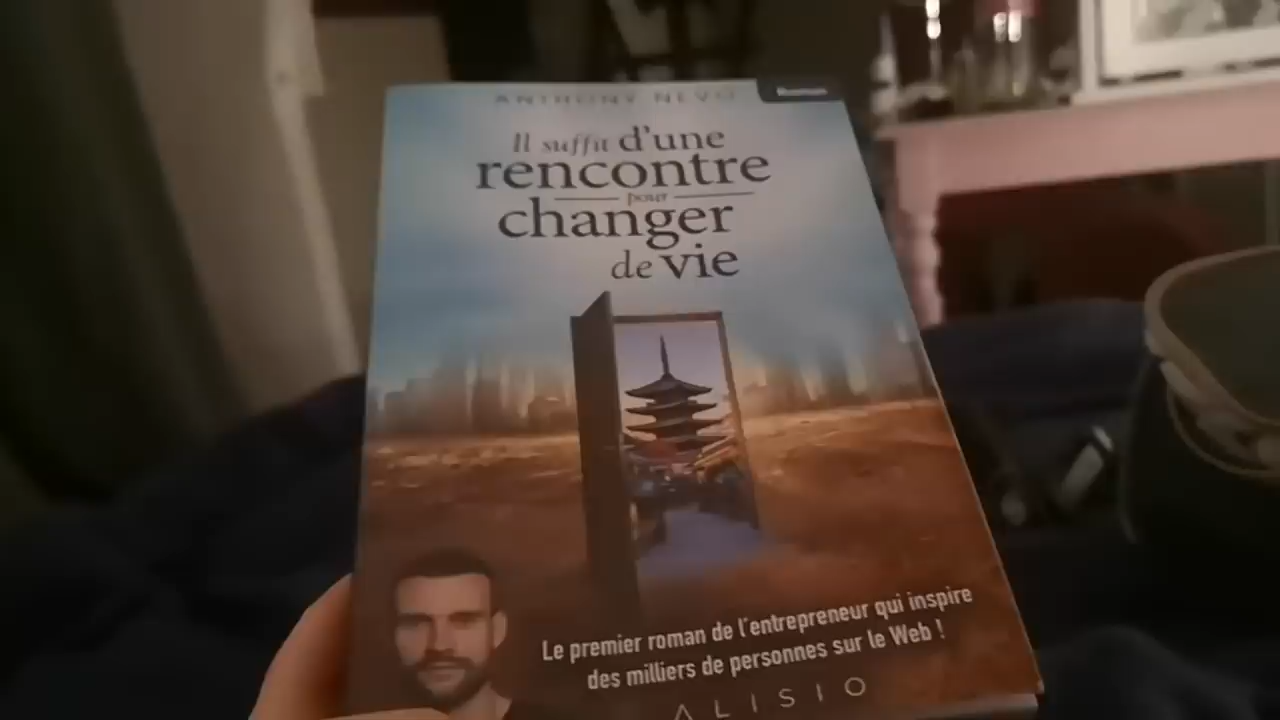 ANTHONY NEVO
Il suffit d'une
rencontre
pour
changer
de vie
Le premier roman de l'entrepreneur qui inspire
des milliers de personnes sur le Web !
ALISIO